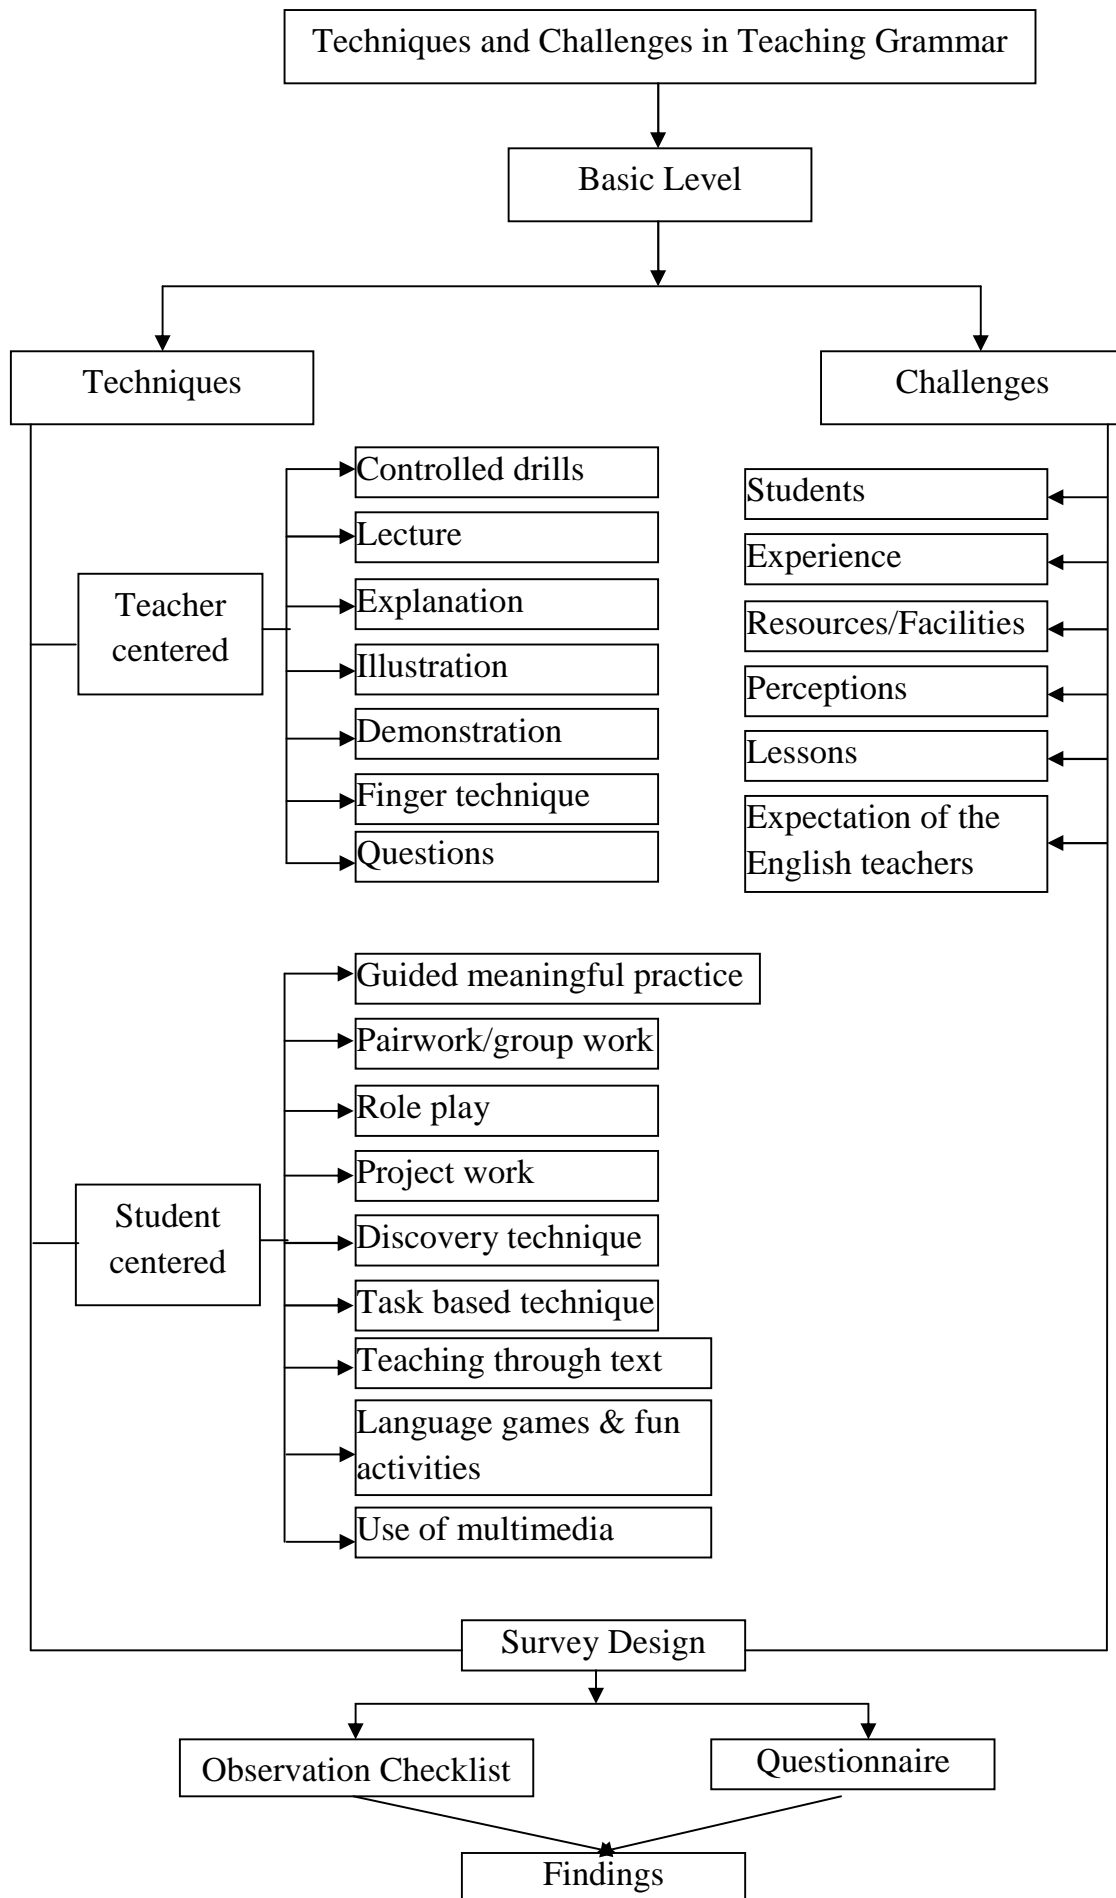 Techniques and Challenges in Teaching Grammar
Basic Level
Techniques
Challenges
Teacher
centered
Controlled drills
Lecture
Explanation
Illustration
Demonstration
Finger technique
Questions
Students
Experience
Resources/Facilities
Perceptions
Lessons
Expectation of the
English teachers
Student
centered
Guided meaningful practice
Pairwork/group work
Role play
Project work
Discovery technique
Task based technique
Teaching through text
Language games & fun
activities
Use of multimedia
Survey Design
Observation Checklist
Questionnaire
Findings